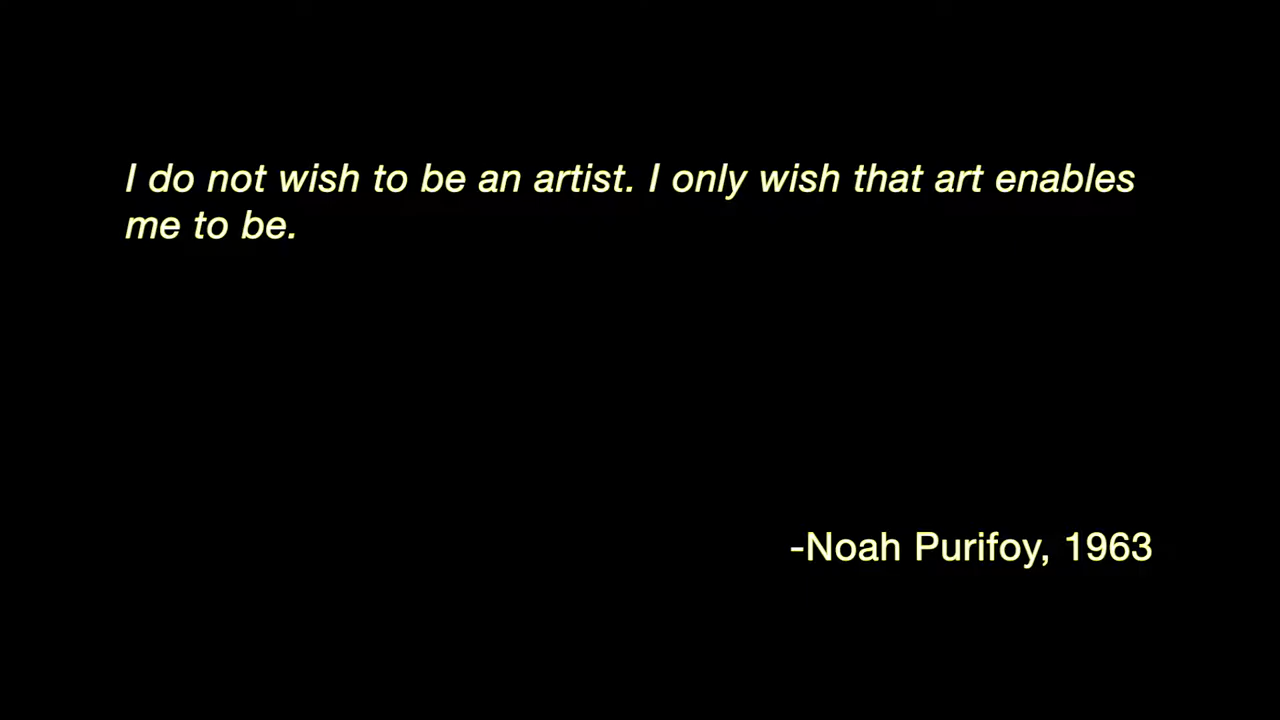 I do not wish to be an artist. I only wish that art enables
me to be.
-Noah Purifoy, 1963